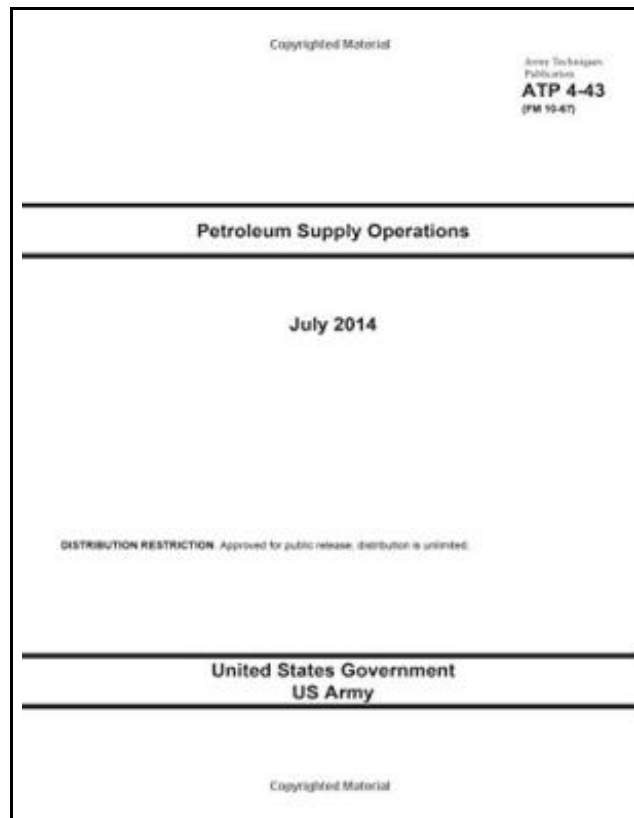 Copyrighted Material
Army Techniques
Publication
ATP 4-43
(FM 10-67)
Petroleum Supply Operations
July 2014
DISTRIBUTION RESTRICTION. Approved for public release; distribution is unlimited.
United States Government
US Army
Copyrighted Material